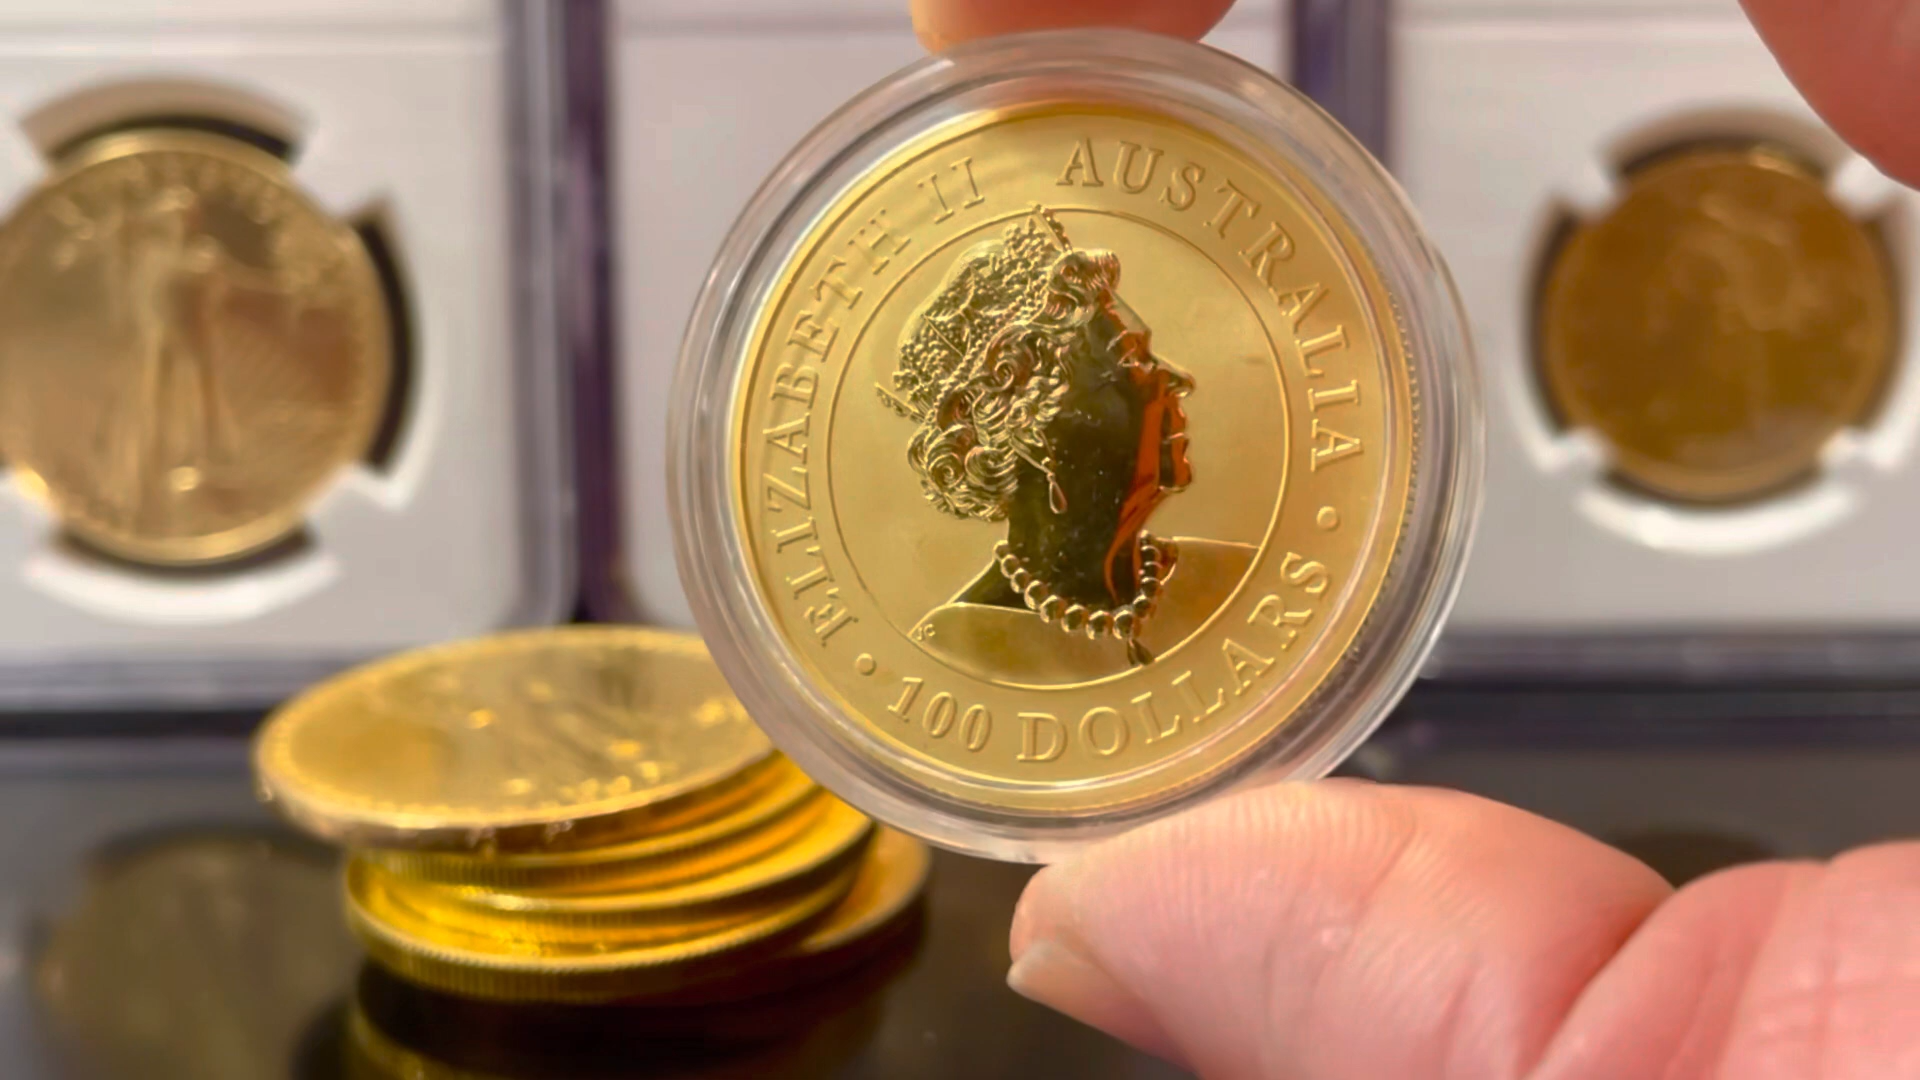 ELIZABETH II AUSTRALIA
• 100 DOLLARS •